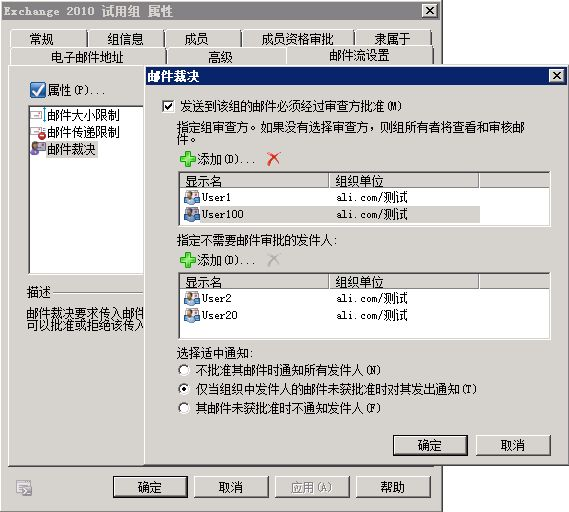 Exchange 2010 试用组 属性
常规
组信息
成员
成员资格审批
隶属于
电子邮件地址
高级
邮件流设置
属性(P)...
邮件大小限制
邮件传递限制
邮件裁决
描述
邮件裁决要求传入邮件
可以批准或拒绝该传入
邮件裁决
发送到该组的邮件必须经过审查方批准(M)
指定组审查方。如果没有选择审查方，则组所有者将查看和审核邮
件。
添加(D)...
显示名 组织单位
User1 ali.com/测试
User100 ali.com/测试
指定不需要邮件审批的发件人:
添加(D)...
显示名 组织单位
User2 ali.com/测试
User20 ali.com/测试
选择适中通知:
不批准其邮件时通知所有发件人(N)
仅当组织中发件人的邮件未获批准时对其发出通知(T)
其邮件未获批准时不通知发件人(F)
确定 取消
确定 取消 应用(A) 帮助